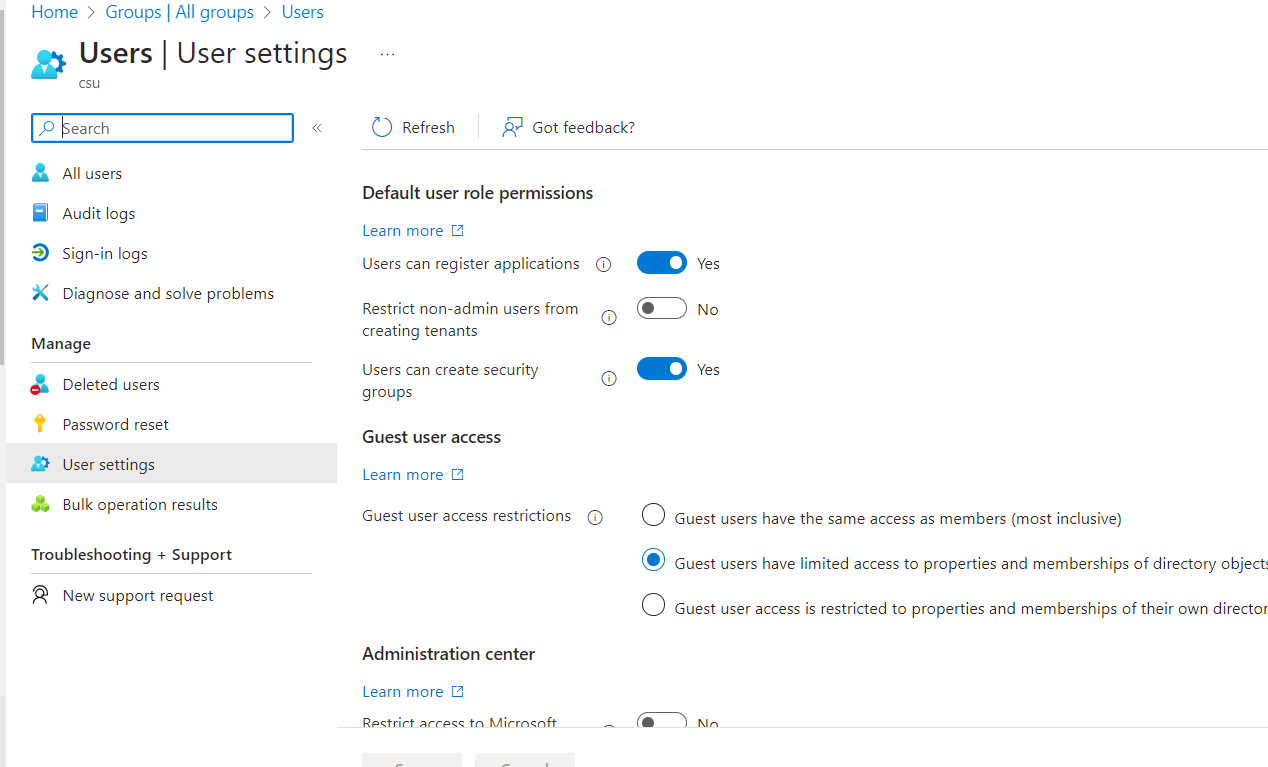 Home > Groups | All groups > Users
Users | User settings ...
csu
Search «
Refresh Got feedback?
All users
Audit logs
Sign-in logs
Diagnose and solve problems
Manage
Deleted users
Password reset
User settings
Bulk operation results
Troubleshooting + Support
New support request
Default user role permissions
Learn more
Users can register applications Yes
Restrict non-admin users from
creating tenants
No
Users can create security
groups
Yes
Guest user access
Learn more
Guest user access restrictions
Guest users have the same access as members (most inclusive)
Guest users have limited access to properties and memberships of directory objects
Guest user access is restricted to properties and memberships of their own director
Administration center
Learn more
Restrict access to Microsoft No